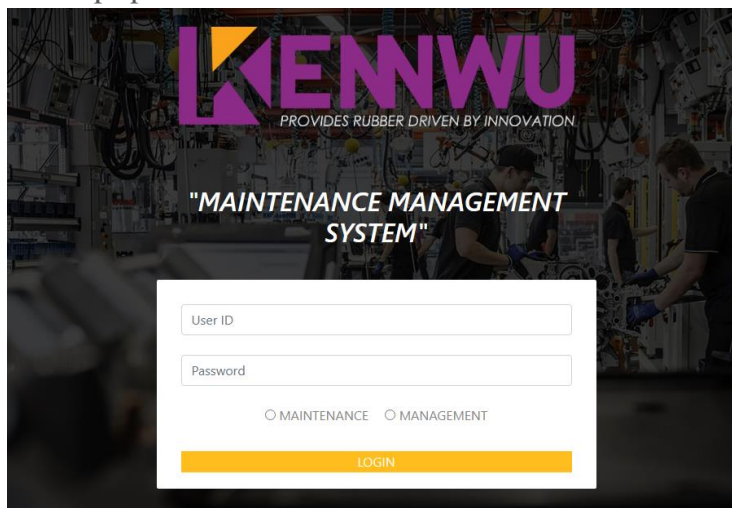 KENNWU
PROVIDES RUBBER DRIVEN BY INNOVATION
"MAINTENANCE MANAGEMENT
SYSTEM"
User ID
Password
MAINTENANCE MANAGEMENT
LOGIN